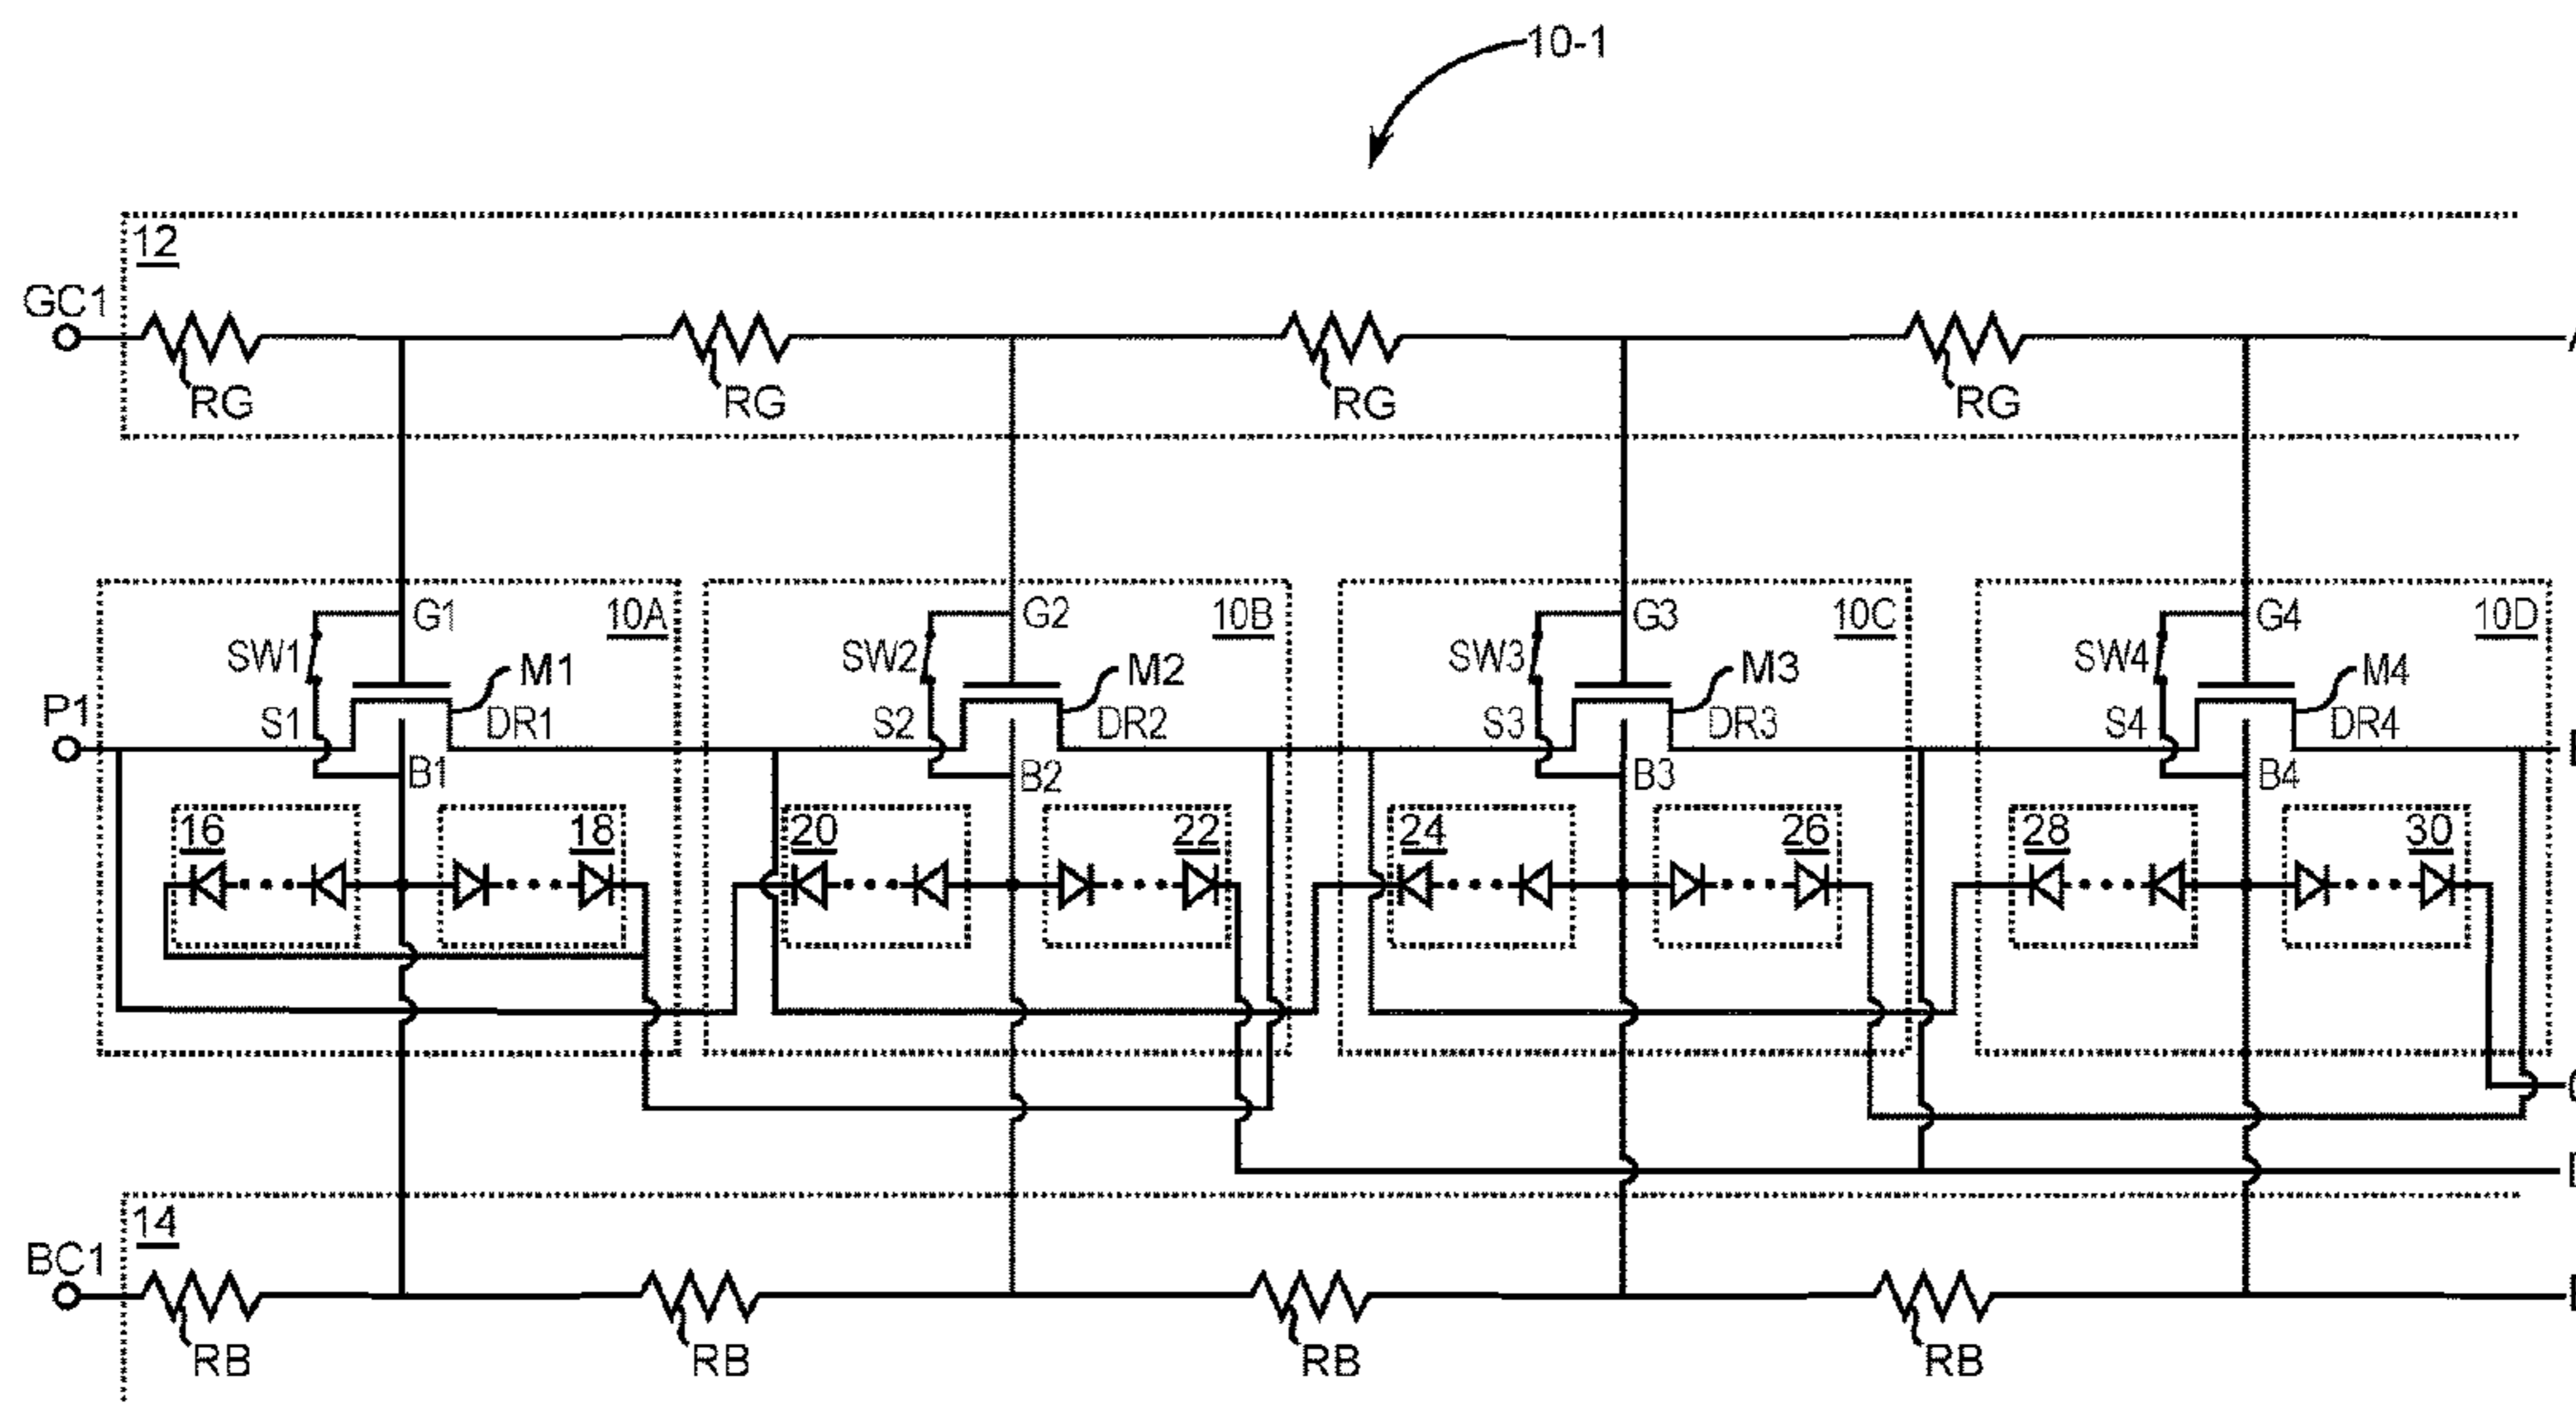 10-1
12
GC1
RG
RG
RG
RG
G1
10A
G2
10B
G3
10C
G4
10D
SW1
M1
SW2
M2
SW3
M3
SW4
M4
P1
S1
DR1
S2
DR2
S3
DR3
S4
DR4
B1
B2
B3
B4
16
18
20
22
24
26
28
30
14
BC1
RB
RB
RB
RB